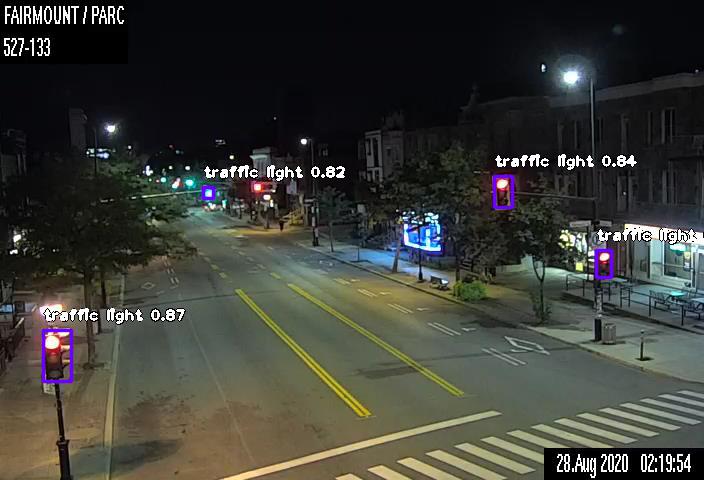 FAIRMOUNT / PARC
527-133
traffic light 0.82
traffic light 0.84
traffic light
traffic light 0.87
28.Aug 2020 02:19:54